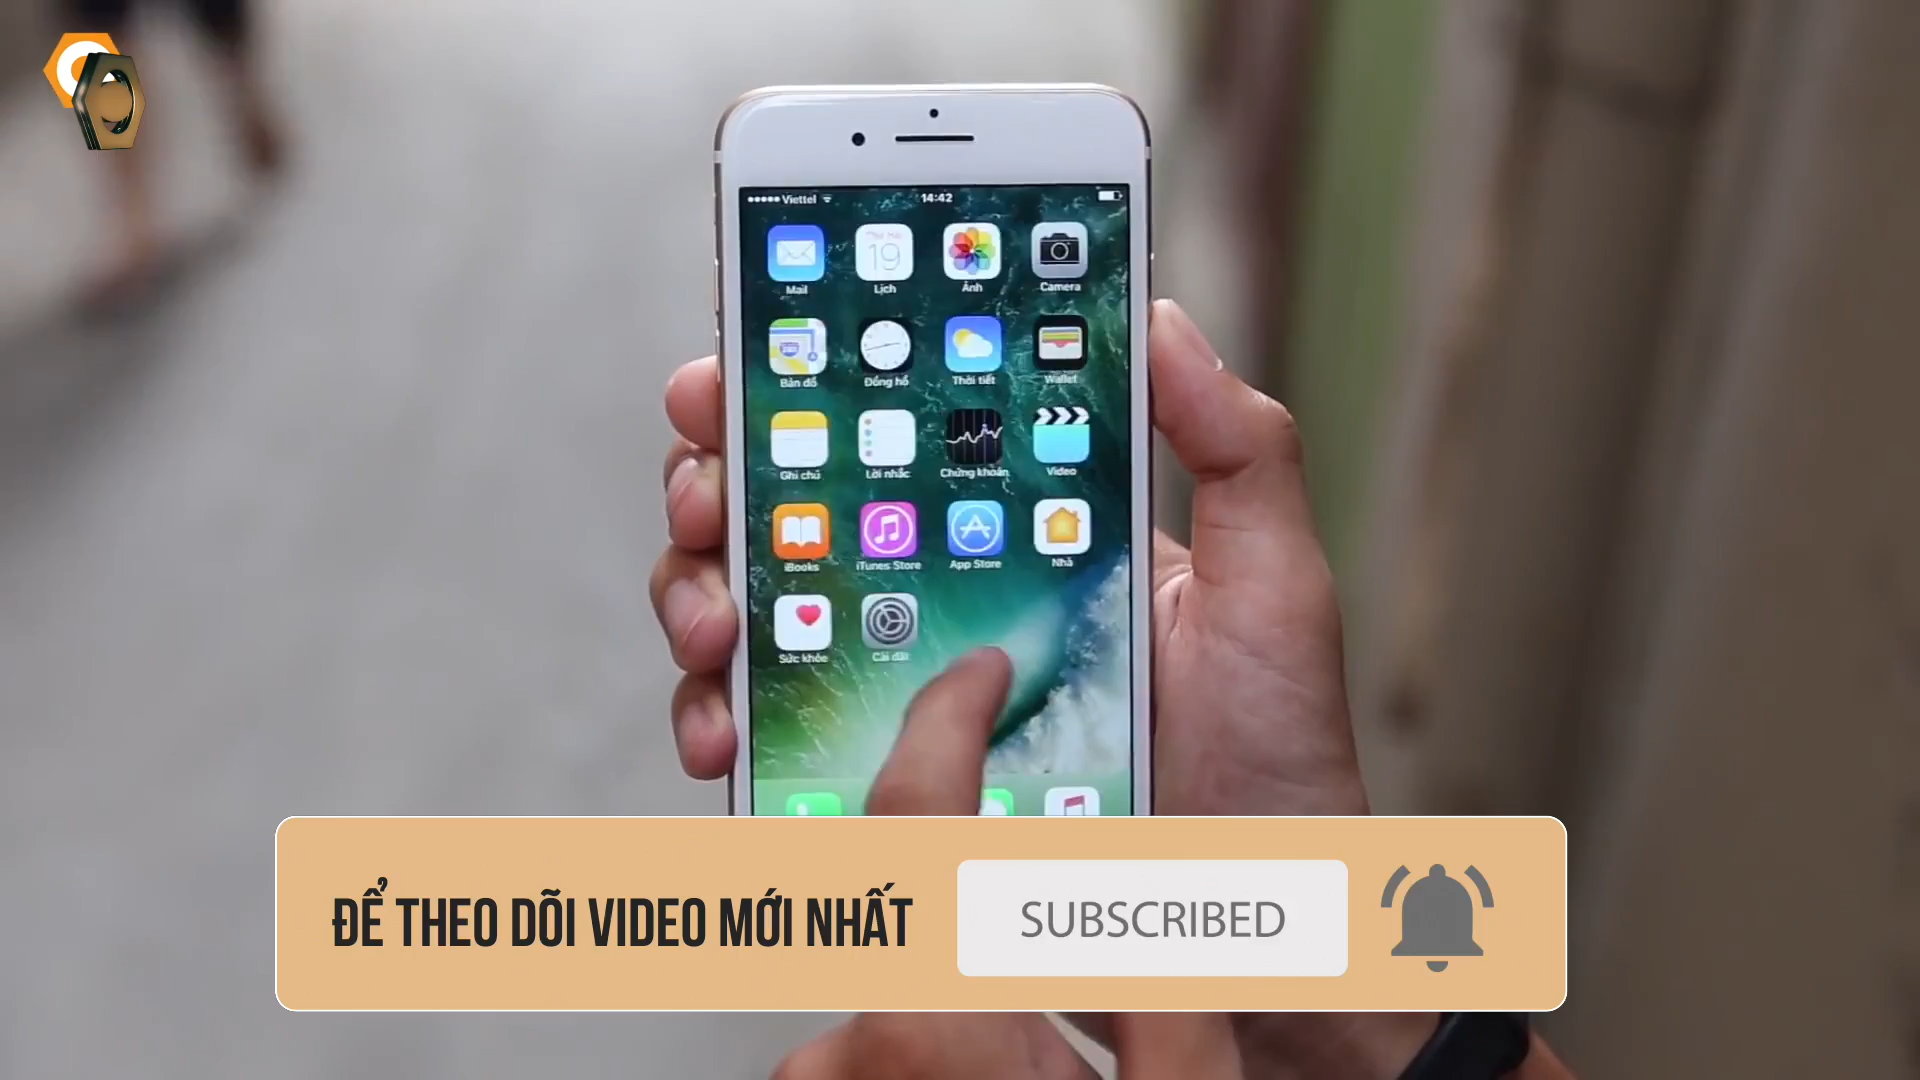 Viettel 14:42
19
Mail Lịch Ảnh Camera
280
Bản đồ Đồng hồ Thời tiết Wallet
Ghi chú Lời nhắc Chứng khoán Video
iBooks iTunes Store App Store Nhà
Sức khỏe Cài đặt
ĐỂ THEO DÕI VIDEO MỚI NHẤT SUBSCRIBED